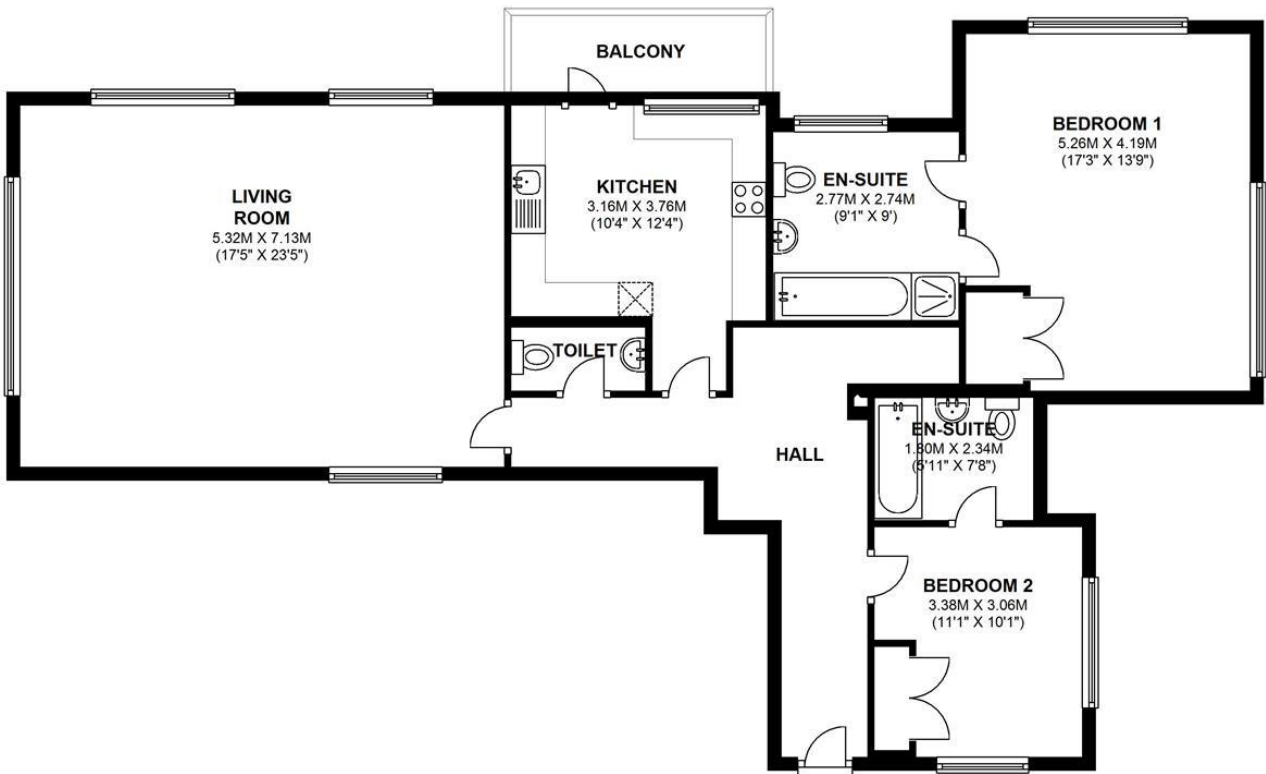 BALCONY
BEDROOM 1
5.26M X 4.19M
(17'3" X 13'9")
LIVING
ROOM
5.32M X 7.13M
(17'5" X 23'5")
KITCHEN
3.16M X 3.76M
(10'4" X 12'4")
EN-SUITE
2.77M X 2.74M
(9'1" X 9')
TOILET
HALL
EN-SUITE
1.80M X 2.34M
(5'11" X 7'8")
BEDROOM 2
3.38M X 3.06M
(11'1" X 10'1")